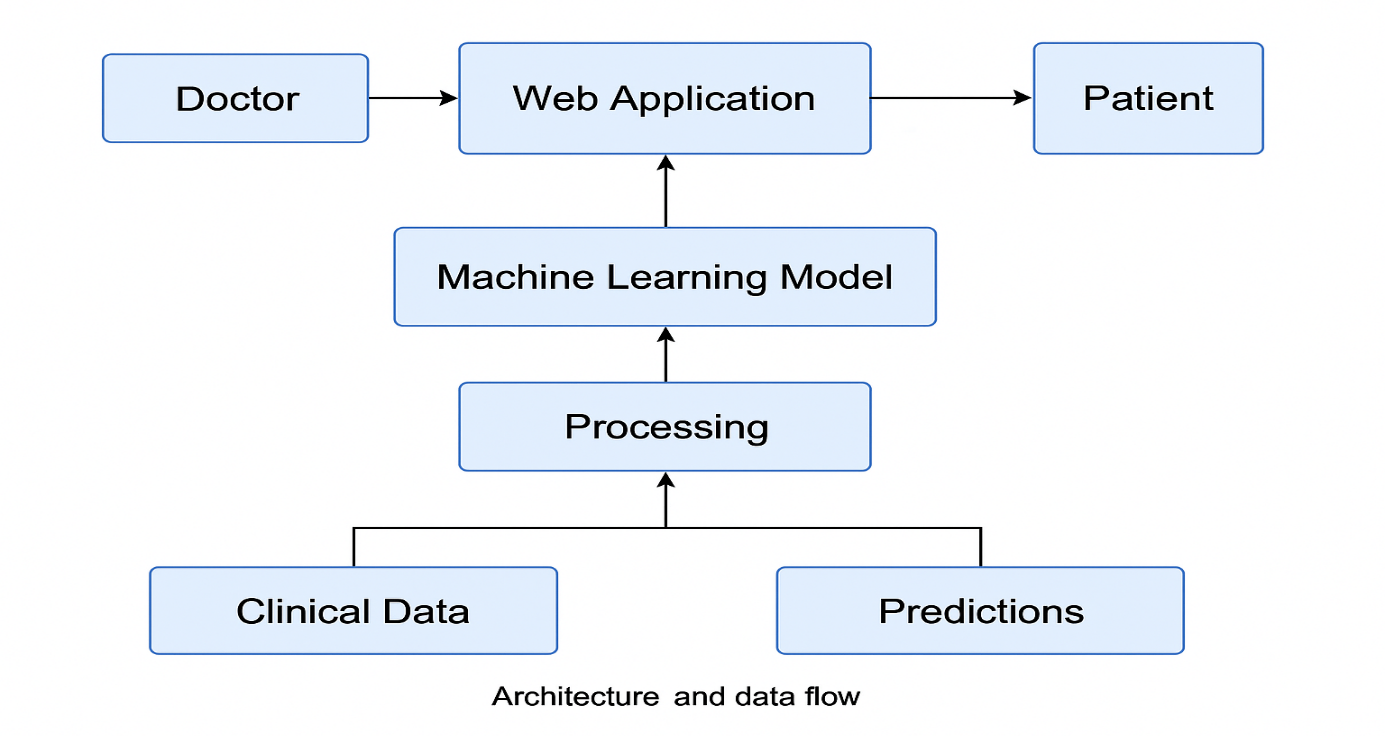 Doctor
Web Application
Patient
Machine Learning Model
Processing
Clinical Data
Predictions
Architecture and data flow